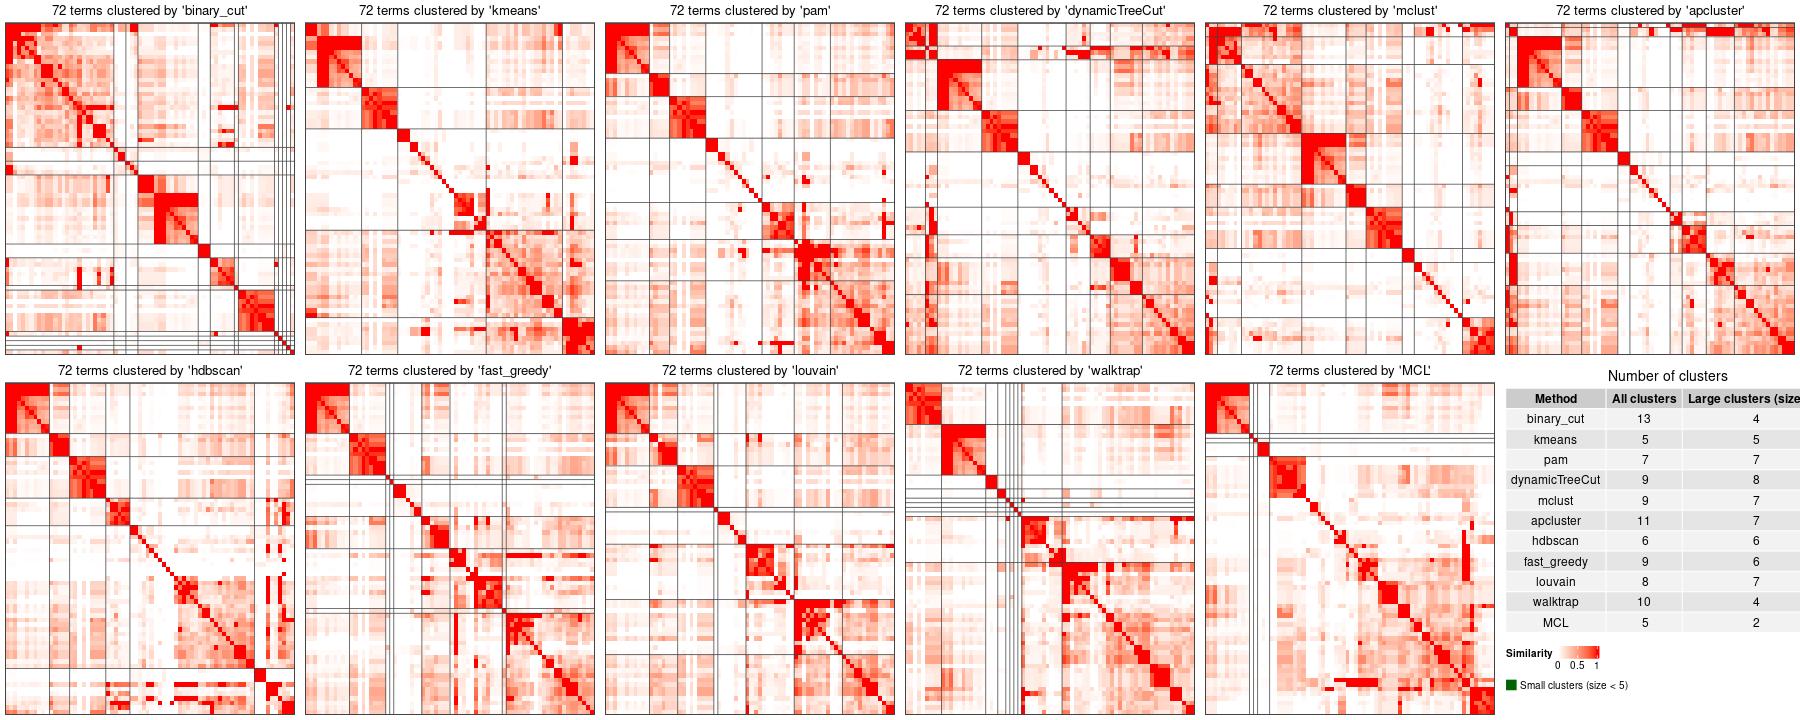 72 terms clustered by 'binary_cut'
72 terms clustered by 'kmeans'
72 terms clustered by 'pam'
72 terms clustered by 'dynamicTreeCut'
72 terms clustered by 'mclust'
72 terms clustered by 'apcluster'
72 terms clustered by 'hdbscan'
72 terms clustered by 'fast_greedy'
72 terms clustered by 'louvain'
72 terms clustered by 'walktrap'
72 terms clustered by 'MCL'
Number of clusters
Method All clusters Large clusters (size
binary_cut 13 4
kmeans 5 5
pam 7 7
dynamicTreeCut 9 8
mclust 9 7
apcluster 11 7
hdbscan 6 6
fast_greedy 9 6
louvain 8 7
walktrap 10 4
MCL 5 2
Similarity
0 0.5 1
Small clusters (size < 5)